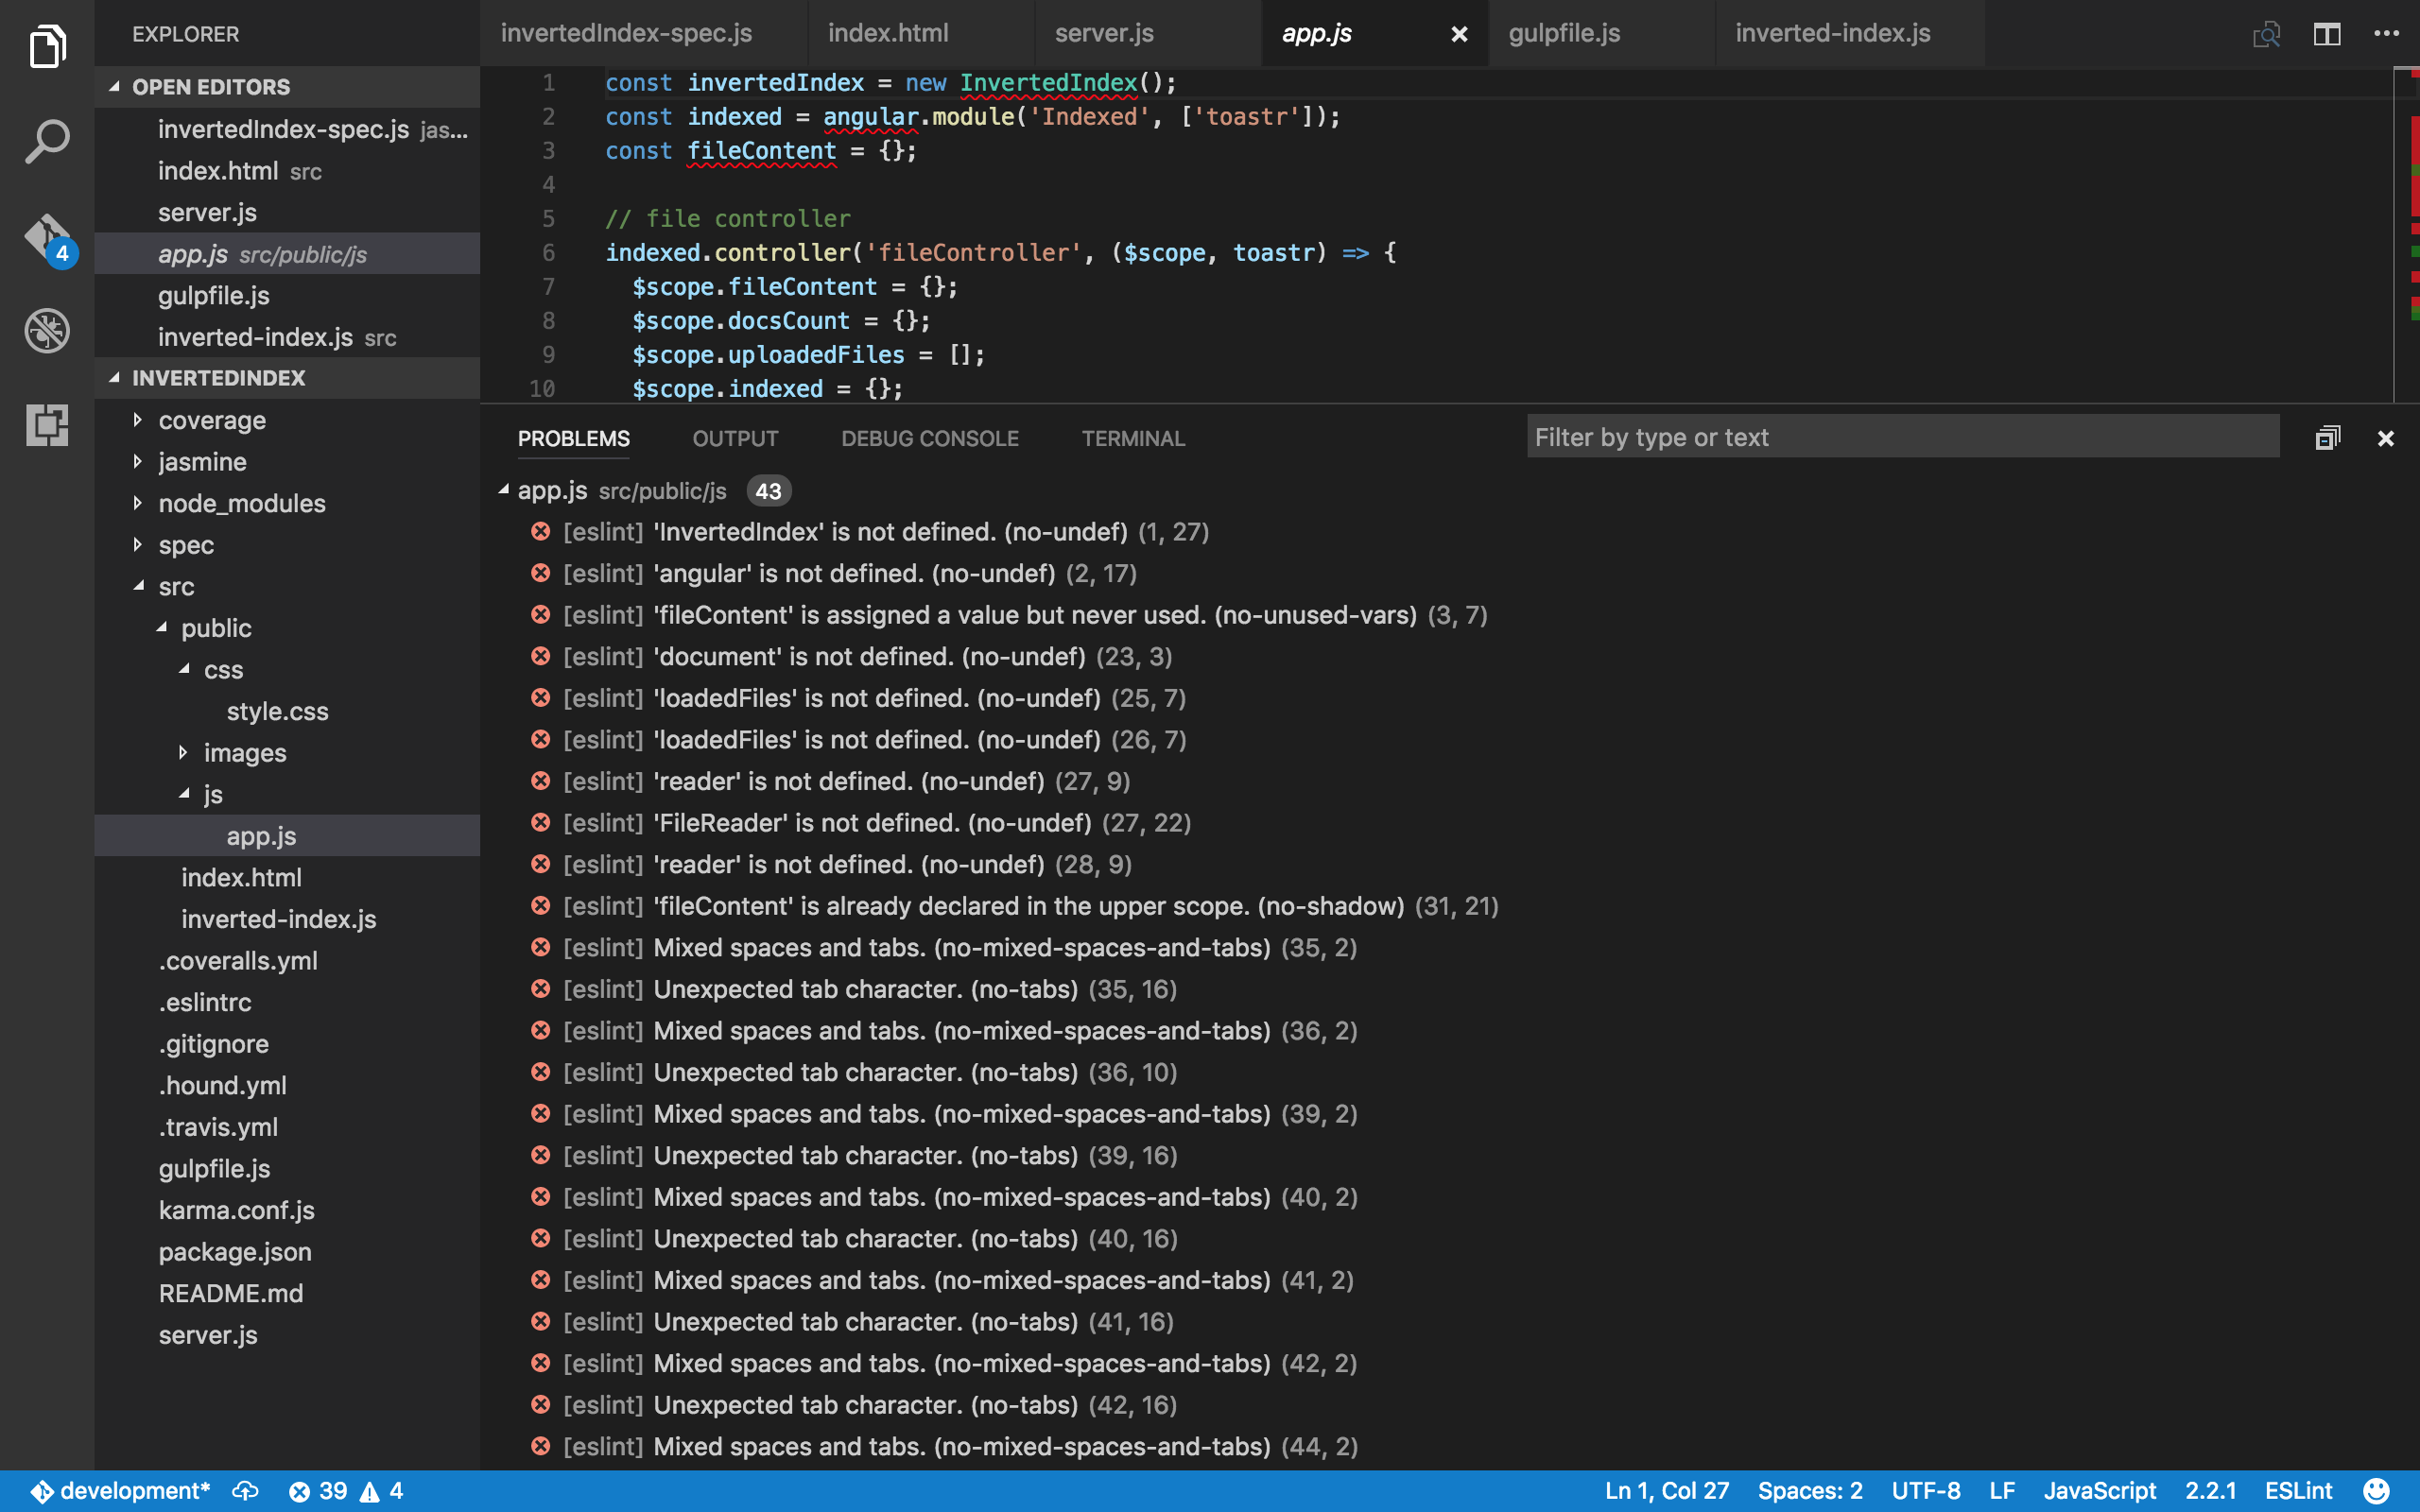 EXPLORER
OPEN EDITORS
invertedIndex-spec.js jas...
index.html src
server.js
app.js src/public/js
gulpfile.js
inverted-index.js src
INVERTEDINDEX
coverage
jasmine
node_modules
spec
src
public
css
style.css
images
js
app.js
index.html
inverted-index.js
.coveralls.yml
.eslintrc
.gitignore
.hound.yml
.travis.yml
gulpfile.js
karma.conf.js
package.json
README.md
server.js
4
invertedIndex-spec.js index.html server.js app.js gulpfile.js inverted-index.js
1 const invertedIndex = new InvertedIndex();
2 const indexed = angular.module('Indexed', ['toastr']);
3 const fileContent = {};
4
5 // file controller
6 indexed.controller('fileController', ($scope, toastr) => {
7 $scope.fileContent = {};
8 $scope.docsCount = {};
9 $scope.uploadedFiles = [];
10 $scope.indexed = {};
PROBLEMS OUTPUT DEBUG CONSOLE TERMINAL Filter by type or text
app.js src/public/js 43
[eslint] 'InvertedIndex' is not defined. (no-undef) (1, 27)
[eslint] 'angular' is not defined. (no-undef) (2, 17)
[eslint] 'fileContent' is assigned a value but never used. (no-unused-vars) (3, 7)
[eslint] 'document' is not defined. (no-undef) (23, 3)
[eslint] 'loadedFiles' is not defined. (no-undef) (25, 7)
[eslint] 'loadedFiles' is not defined. (no-undef) (26, 7)
[eslint] 'reader' is not defined. (no-undef) (27, 9)
[eslint] 'FileReader' is not defined. (no-undef) (27, 22)
[eslint] 'reader' is not defined. (no-undef) (28, 9)
[eslint] 'fileContent' is already declared in the upper scope. (no-shadow) (31, 21)
[eslint] Mixed spaces and tabs. (no-mixed-spaces-and-tabs) (35, 2)
[eslint] Unexpected tab character. (no-tabs) (35, 16)
[eslint] Mixed spaces and tabs. (no-mixed-spaces-and-tabs) (36, 2)
[eslint] Unexpected tab character. (no-tabs) (36, 10)
[eslint] Mixed spaces and tabs. (no-mixed-spaces-and-tabs) (39, 2)
[eslint] Unexpected tab character. (no-tabs) (39, 16)
[eslint] Mixed spaces and tabs. (no-mixed-spaces-and-tabs) (40, 2)
[eslint] Unexpected tab character. (no-tabs) (40, 16)
[eslint] Mixed spaces and tabs. (no-mixed-spaces-and-tabs) (41, 2)
[eslint] Unexpected tab character. (no-tabs) (41, 16)
[eslint] Mixed spaces and tabs. (no-mixed-spaces-and-tabs) (42, 2)
[eslint] Unexpected tab character. (no-tabs) (42, 16)
[eslint] Mixed spaces and tabs. (no-mixed-spaces-and-tabs) (44, 2)
development* 39 4 Ln 1, Col 27 Spaces: 2 UTF-8 LF JavaScript 2.2.1 ESLint